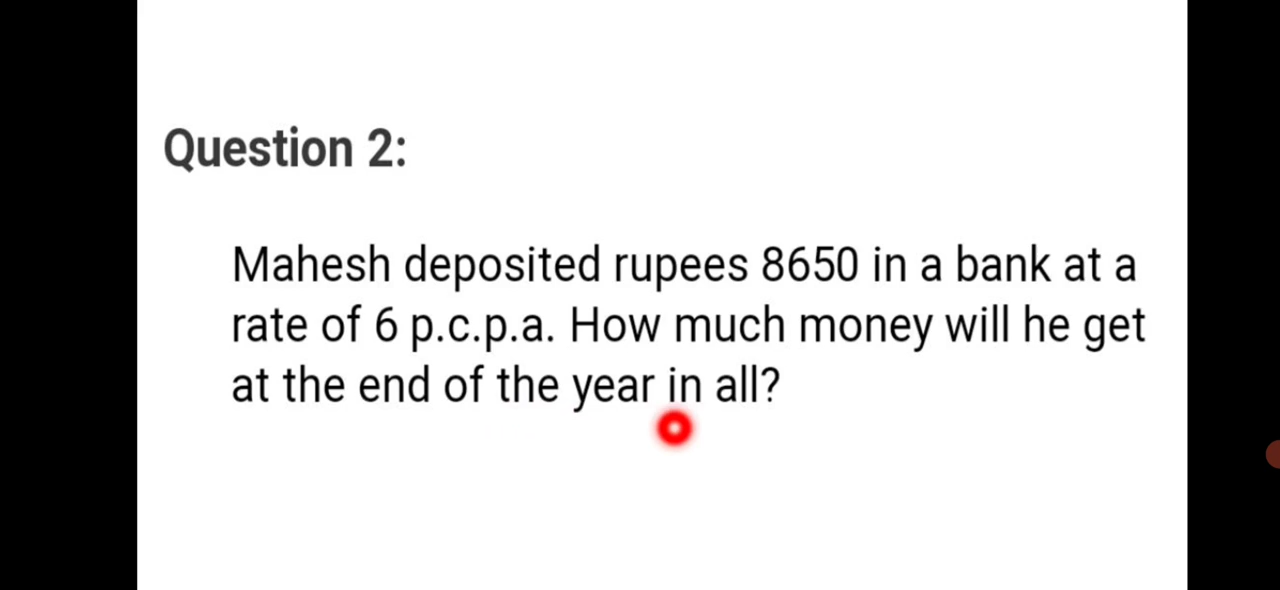 Question 2:
Mahesh deposited rupees 8650 in a bank at a
rate of 6 p.c.p.a. How much money will he get
at the end of the year in all?